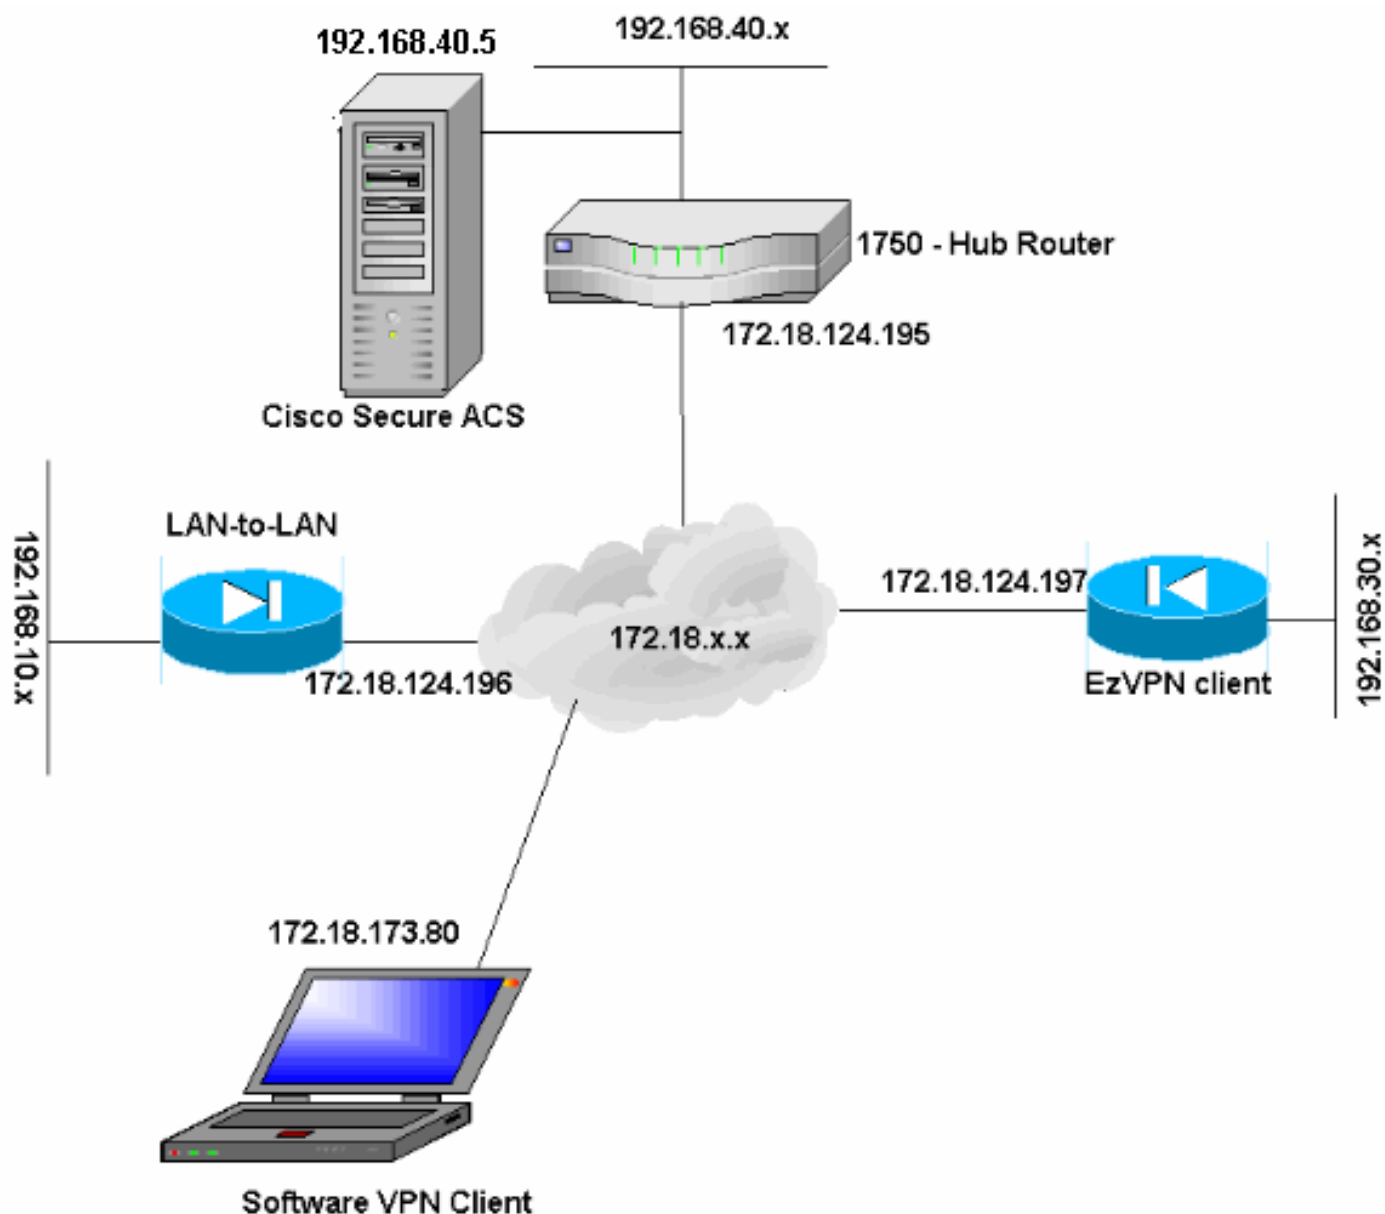 192.168.40.5
192.168.40.x
1750 - Hub Router
172.18.124.195
Cisco Secure ACS
LAN-to-LAN
192.168.10.x
172.18.124.196
172.18.x.x
172.18.124.197
EzVPN client
192.168.30.x
172.18.173.80
Software VPN Client